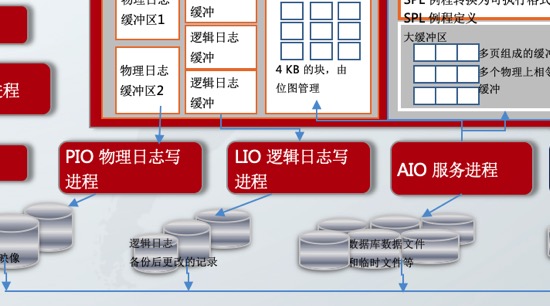 物理日志
缓冲区1
缓冲
逻辑日志
缓冲
物理日志
缓冲区2
逻辑日志
缓冲
4 KB 的块，由
位图管理
SPL 例程转换为可执行格式
SPL 例程定义
大缓冲区
多页组成的缓冲
多个物理上相邻
缓冲
进程
PIO 物理日志写
进程
LIO 逻辑日志写
进程
AIO 服务进程
映像
逻辑日志
备份后更改的记录
数据库数据文件
和临时文件等